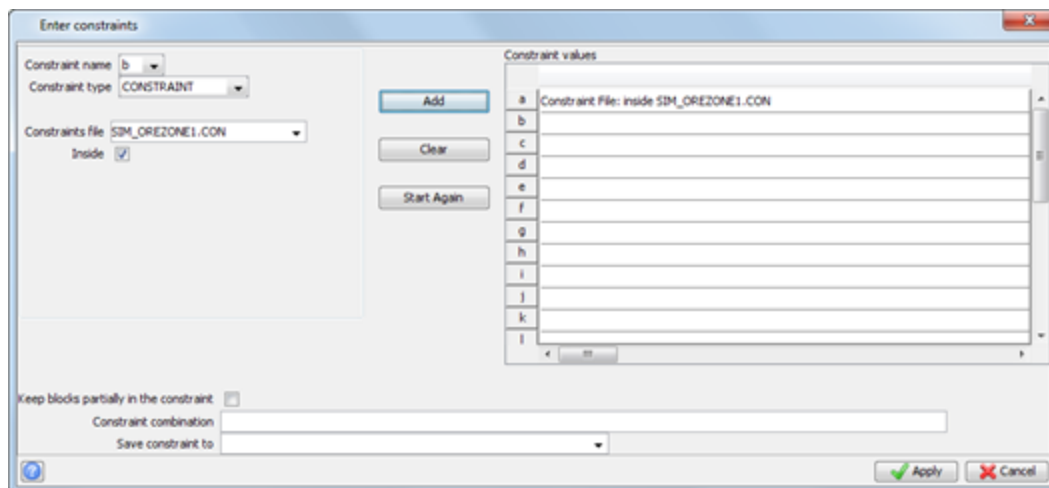 Enter constraints
Constraint name b
Constraint type CONSTRAINT
Constraints file SIM_OREZONE1.CON
Inside
Add
Clear
Start Again
Constraint values
a Constraint File: inside SIM_OREZONE1.CON
b
c
d
e
f
g
h
i
j
k
l
Keep blocks partially in the constraint
Constraint combination
Save constraint to
? Apply Cancel